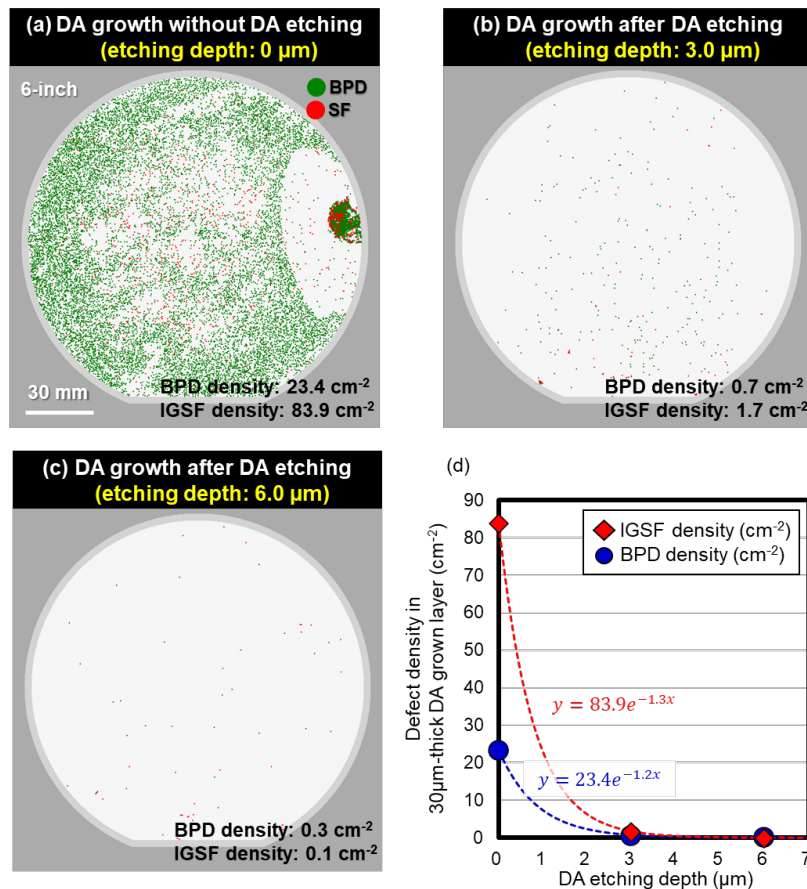 (a) DA growth without DA etching
(etching depth: 0 µm)
6-inch
BPD
SF
30 mm
BPD density: 23.4 cm⁻²
IGSF density: 83.9 cm⁻²
(b) DA growth after DA etching
(etching depth: 3.0 µm)
BPD density: 0.7 cm⁻²
IGSF density: 1.7 cm⁻²
(c) DA growth after DA etching
(etching depth: 6.0 µm)
BPD density: 0.3 cm⁻²
IGSF density: 0.1 cm⁻²
(d)
Defect density in
30µm-thick DA grown layer (cm⁻²)
90
80
70
60
50
40
30
20
10
0
IGSF density (cm⁻²)
BPD density (cm⁻²)
y = 83.9e⁻¹·³ˣ
y = 23.4e⁻¹·²ˣ
0 1 2 3 4 5 6 7
DA etching depth (µm)